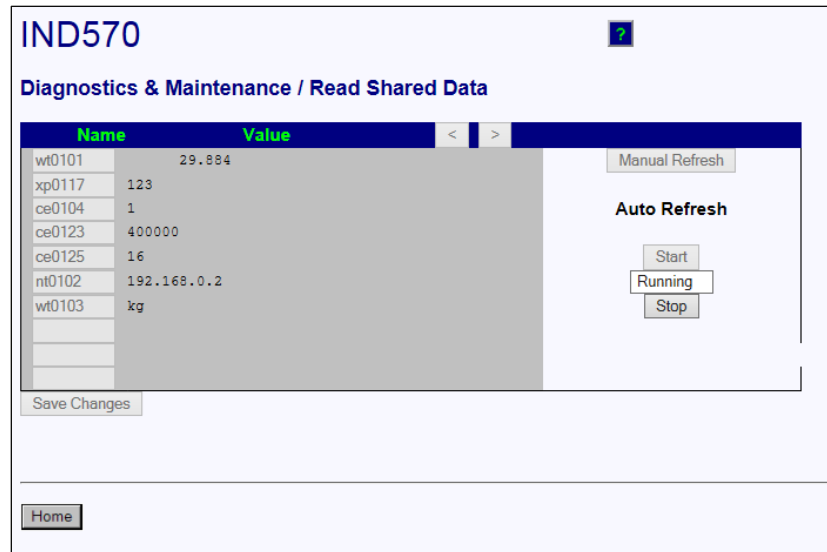 IND570 ?
Diagnostics & Maintenance / Read Shared Data
Name Value < >
wt0101 29.884 Manual Refresh
xp0117 123
ce0104 1 Auto Refresh
ce0123 400000
ce0125 16 Start
nt0102 192.168.0.2 Running
wt0103 kg Stop
Save Changes
Home